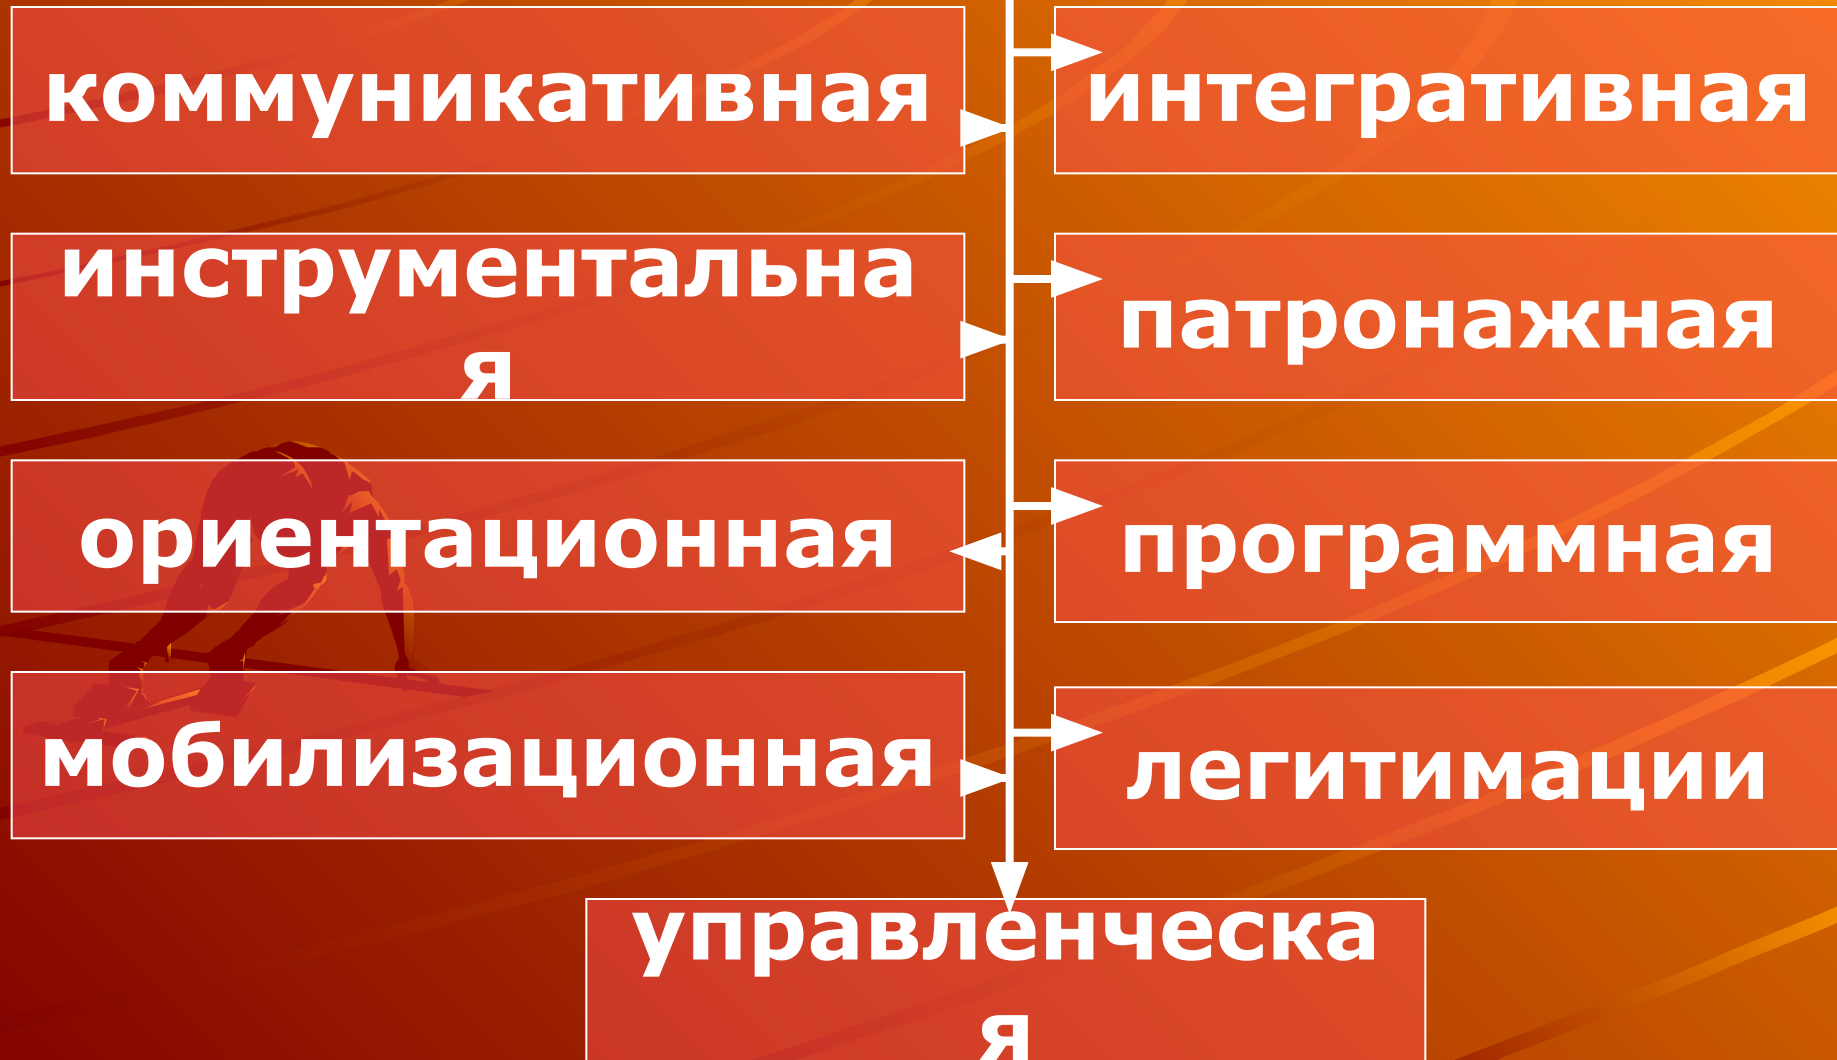 коммуникативная
интегративная
инструментальна
я
патронажная
ориентационная
программная
мобилизационная
легитимации
управленческа
я